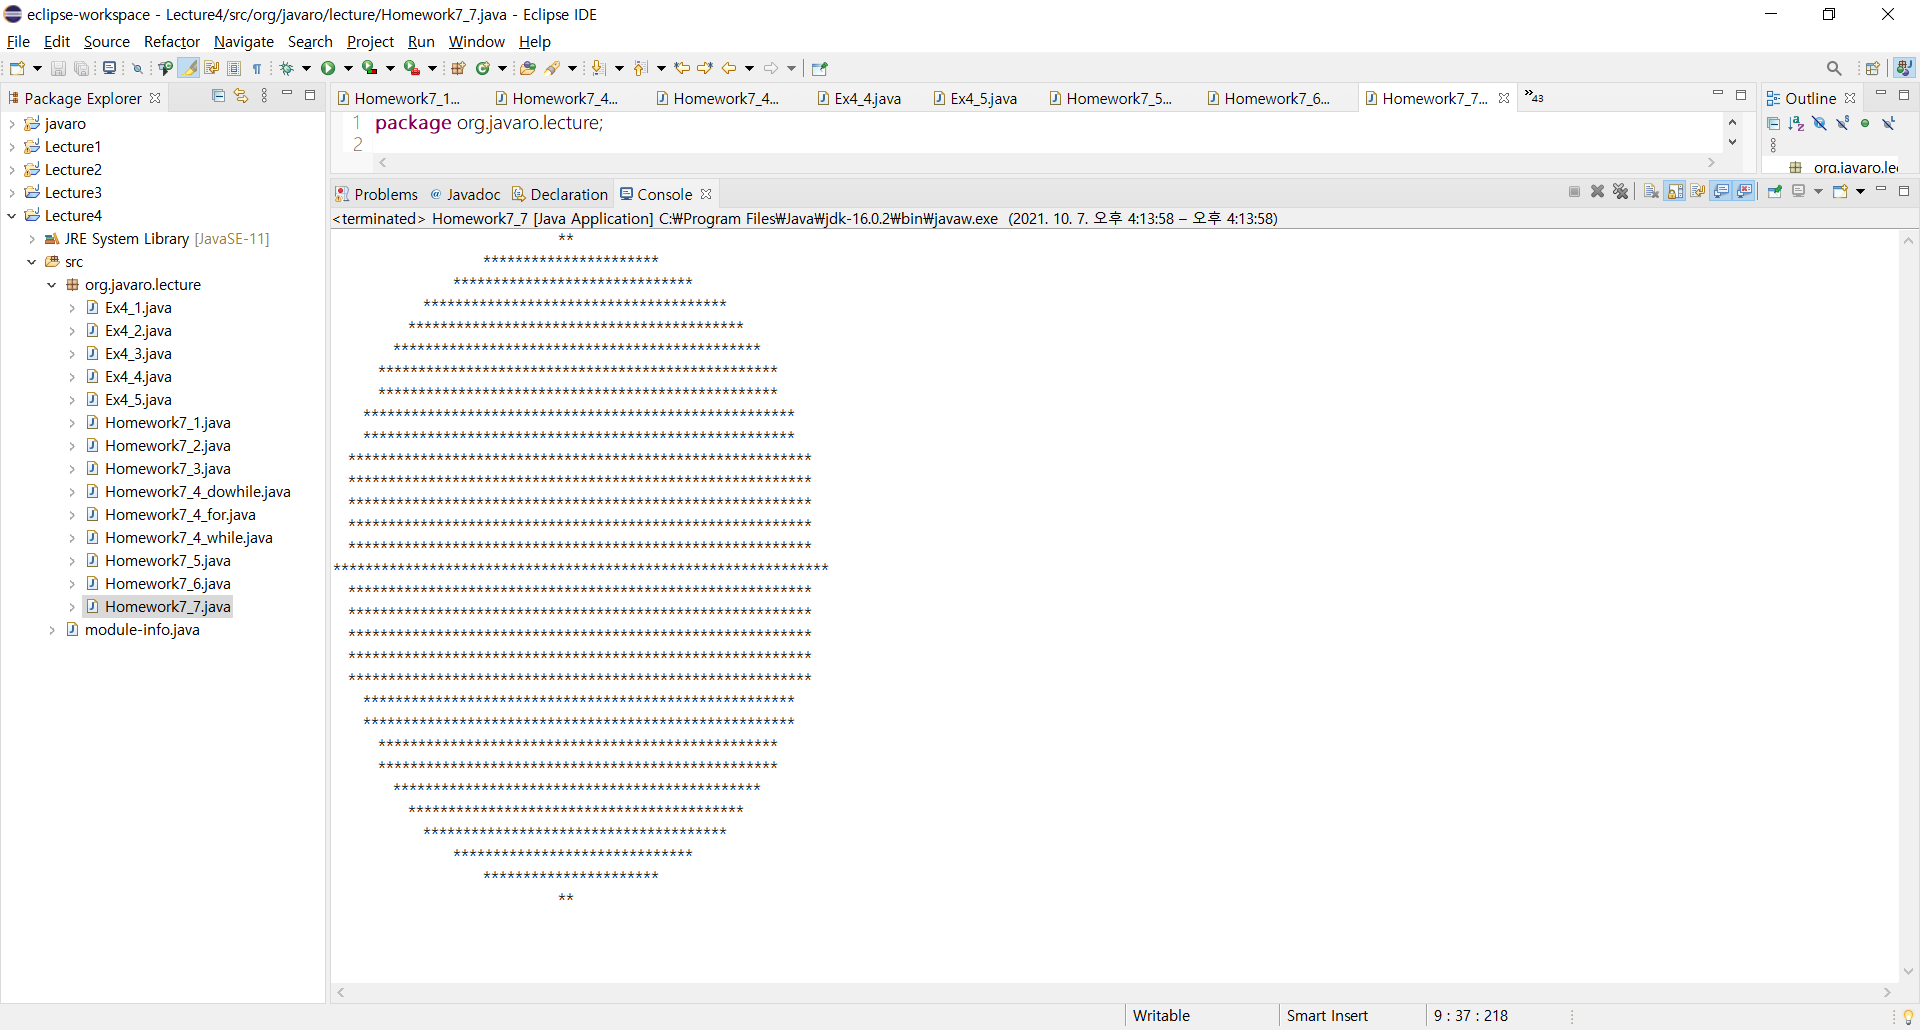 eclipse-workspace - Lecture4/src/org/javaro/lecture/Homework7_7.java - Eclipse IDE
File Edit Source Refactor Navigate Search Project Run Window Help
Package Explorer
javaro
Lecture1
Lecture2
Lecture3
Lecture4
JRE System Library [JavaSE-11]
src
org.javaro.lecture
Ex4_1.java
Ex4_2.java
Ex4_3.java
Ex4_4.java
Ex4_5.java
Homework7_1.java
Homework7_2.java
Homework7_3.java
Homework7_4_dowhile.java
Homework7_4_for.java
Homework7_4_while.java
Homework7_5.java
Homework7_6.java
Homework7_7.java
module-info.java
Homework7_1... Homework7_4... Homework7_4... Ex4_4.java Ex4_5.java Homework7_5... Homework7_6... Homework7_7... »43
1 package org.javaro.lecture;
2
Outline
org.javaro.le
Problems @ Javadoc Declaration Console
<terminated> Homework7_7 [Java Application] C:₩Program Files₩Java₩jdk-16.0.2₩bin₩javaw.exe (2021. 10. 7. 오후 4:13:58 – 오후 4:13:58)
**
**********************
******************************
**************************************
******************************************
**********************************************
**************************************************
**************************************************
******************************************************
******************************************************
**********************************************************
**********************************************************
**********************************************************
**********************************************************
**********************************************************
**************************************************************
**********************************************************
**********************************************************
**********************************************************
**********************************************************
**********************************************************
******************************************************
******************************************************
**************************************************
**************************************************
**********************************************
******************************************
**************************************
******************************
**********************
**
Writable Smart Insert 9 : 37 : 218